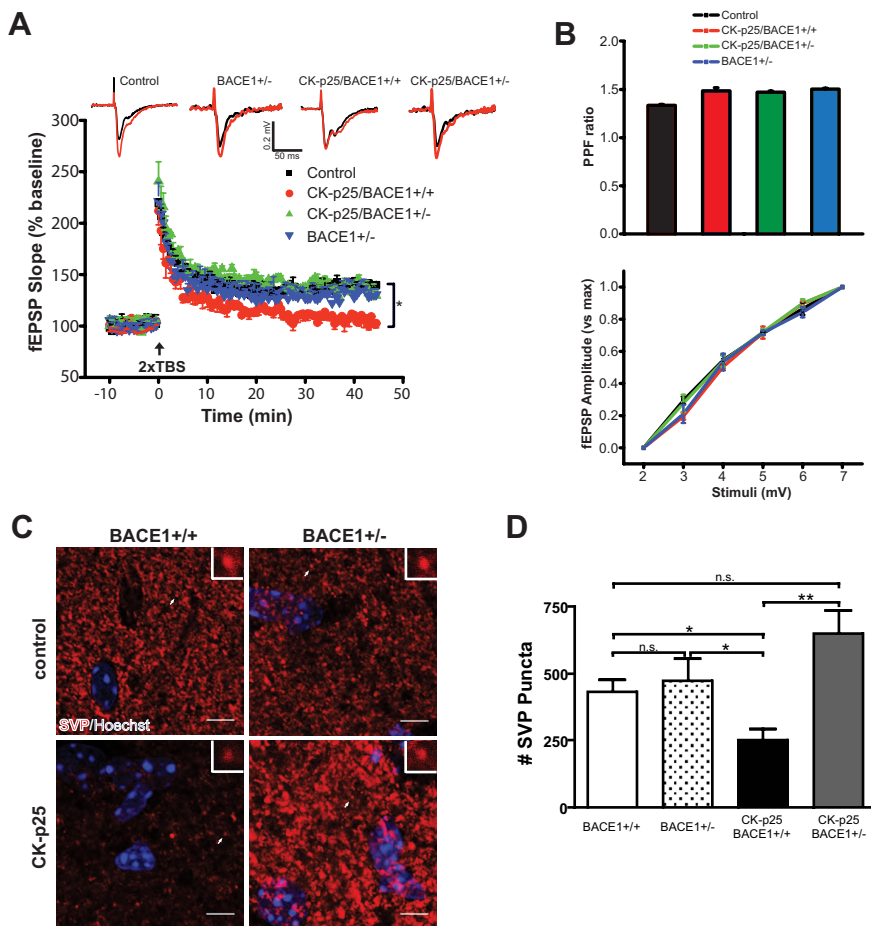 A
Control
BACE1+/-
CK-p25/BACE1+/+
CK-p25/BACE1+/-
0.2 mV
50 ms
Control
CK-p25/BACE1+/+
CK-p25/BACE1+/-
BACE1+/-
*
fEPSP Slope (% baseline)
300
250
200
150
100
50
2xTBS
-10 0 10 20 30 40 50
Time (min)
B
Control
CK-p25/BACE1+/+
CK-p25/BACE1+/-
BACE1+/-
PPF ratio
2.0
1.5
1.0
0.5
0.0
fEPSP Amplitude (vs max)
1.0
0.8
0.6
0.4
0.2
0.0
2 3 4 5 6 7
Stimuli (mV)
C
BACE1+/+ BACE1+/-
control
SVP/Hoechst
CK-p25
D
n.s.
**
*
n.s. *
# SVP Puncta
750
500
250
0
BACE1+/+ BACE1+/- CK-p25 CK-p25
BACE1+/+ BACE1+/-